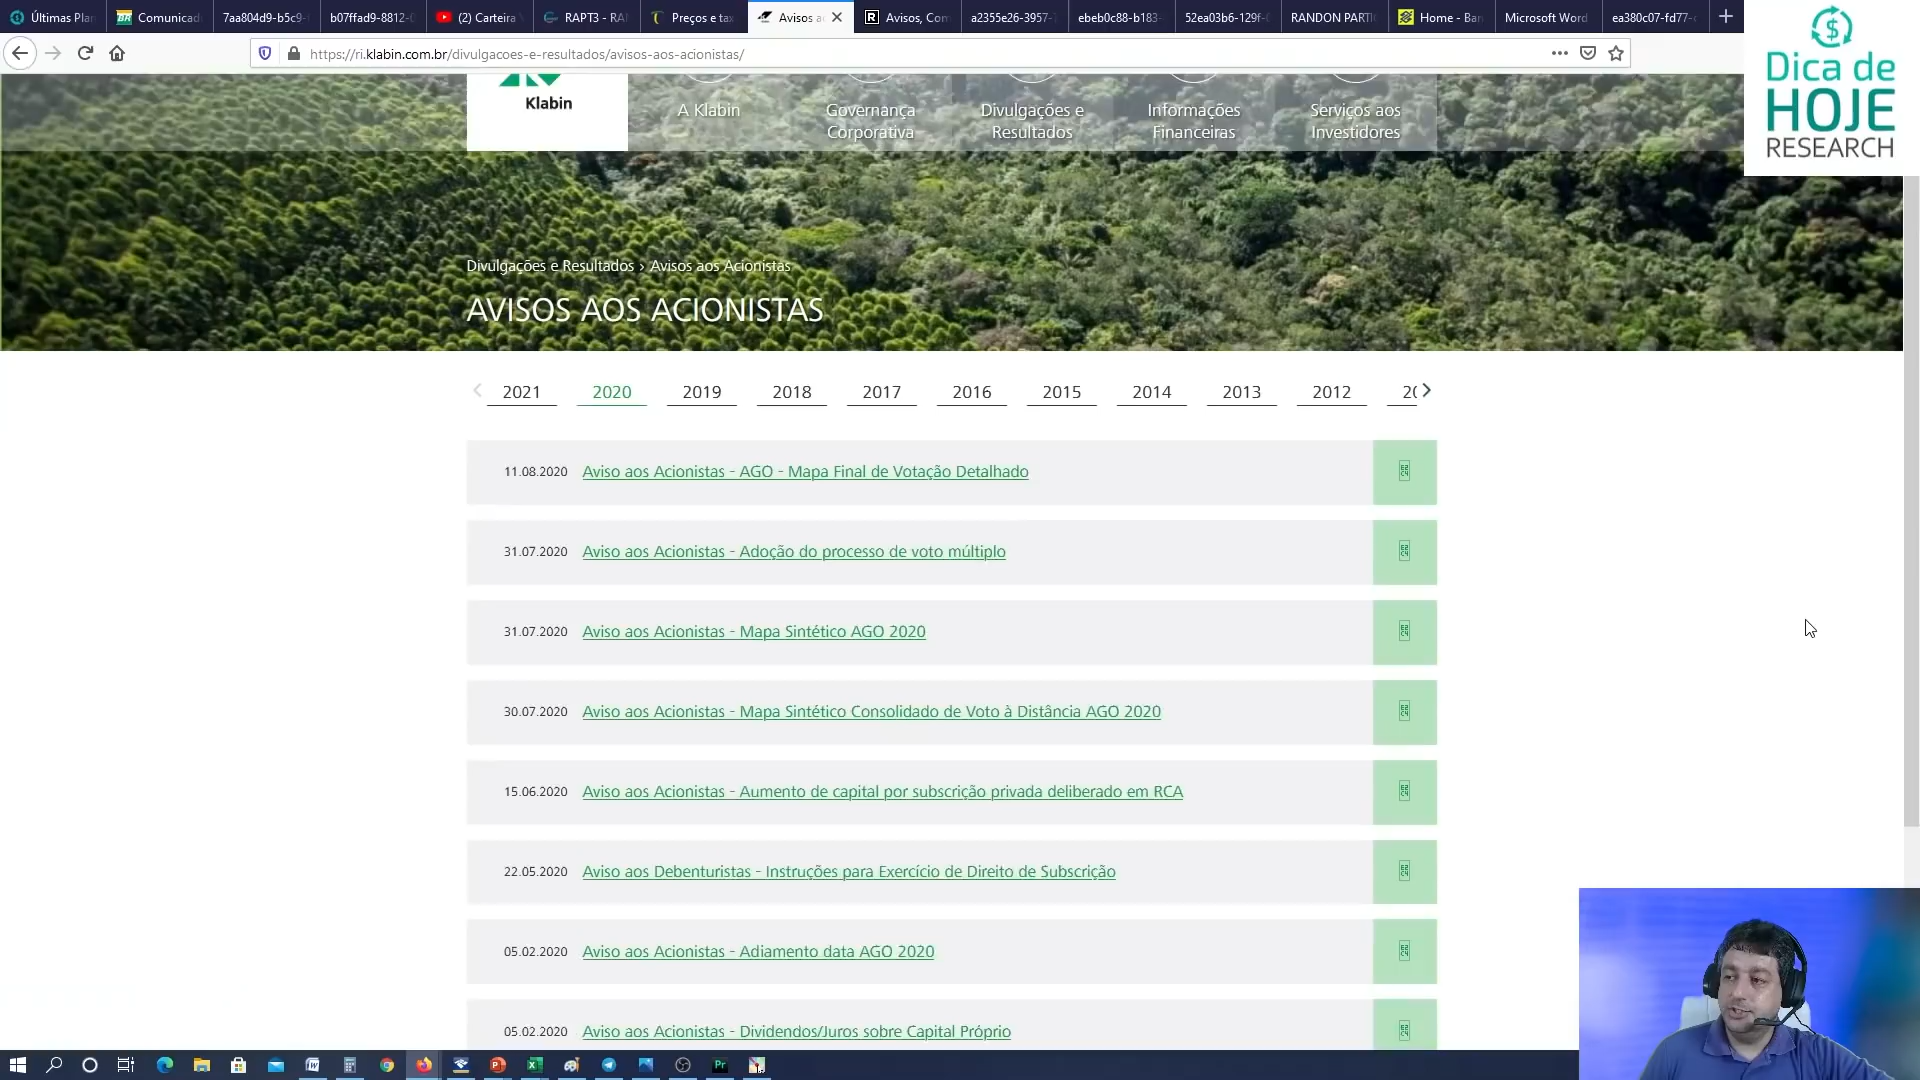 Últimas Plan
Comunicad
7aa804d9-b5c9-
b07ffad9-8812-
(2) Carteira
RAPT3 - RA
Preços e tax
Avisos a
Avisos, Com
a2355e26-3957-
ebeb0c88-b183-
52ea03b6-129f-
RANDON PARTI
Home - Ban
Microsoft Word
ea380c07-fd77-
https://ri.klabin.com.br/divulgacoes-e-resultados/avisos-aos-acionistas/
Dica de
HOJE
RESEARCH
Klabin
A Klabin
Governança
Corporativa
Divulgações e
Resultados
Informações
Financeiras
Serviços aos
Investidores
Divulgações e Resultados › Avisos aos Acionistas
AVISOS AOS ACIONISTAS
2021 2020 2019 2018 2017 2016 2015 2014 2013 2012 20
11.08.2020 Aviso aos Acionistas - AGO - Mapa Final de Votação Detalhado
31.07.2020 Aviso aos Acionistas - Adoção do processo de voto múltiplo
31.07.2020 Aviso aos Acionistas - Mapa Sintético AGO 2020
30.07.2020 Aviso aos Acionistas - Mapa Sintético Consolidado de Voto à Distância AGO 2020
15.06.2020 Aviso aos Acionistas - Aumento de capital por subscrição privada deliberado em RCA
22.05.2020 Aviso aos Debenturistas - Instruções para Exercício de Direito de Subscrição
05.02.2020 Aviso aos Acionistas - Adiamento data AGO 2020
05.02.2020 Aviso aos Acionistas - Dividendos/Juros sobre Capital Próprio